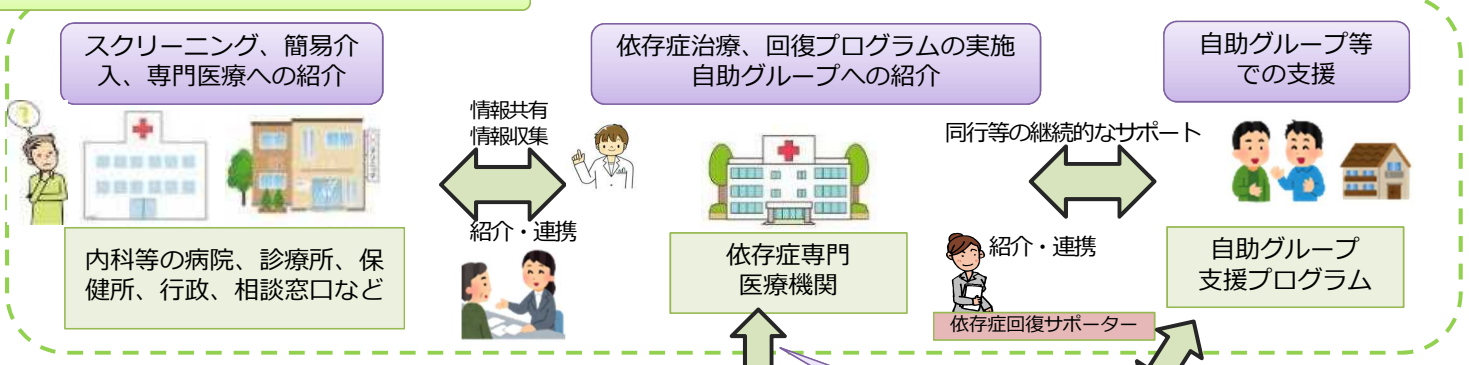 スクリーニング、簡易介
入、専門医療への紹介
依存症治療、回復プログラムの実施
自助グループへの紹介
自助グループ等
での支援
情報共有
情報収集
同行等の継続的なサポート
紹介・連携
紹介・連携
内科等の病院、診療所、保
健所、行政、相談窓口など
依存症専門
医療機関
自助グループ
支援プログラム
依存症回復サポーター